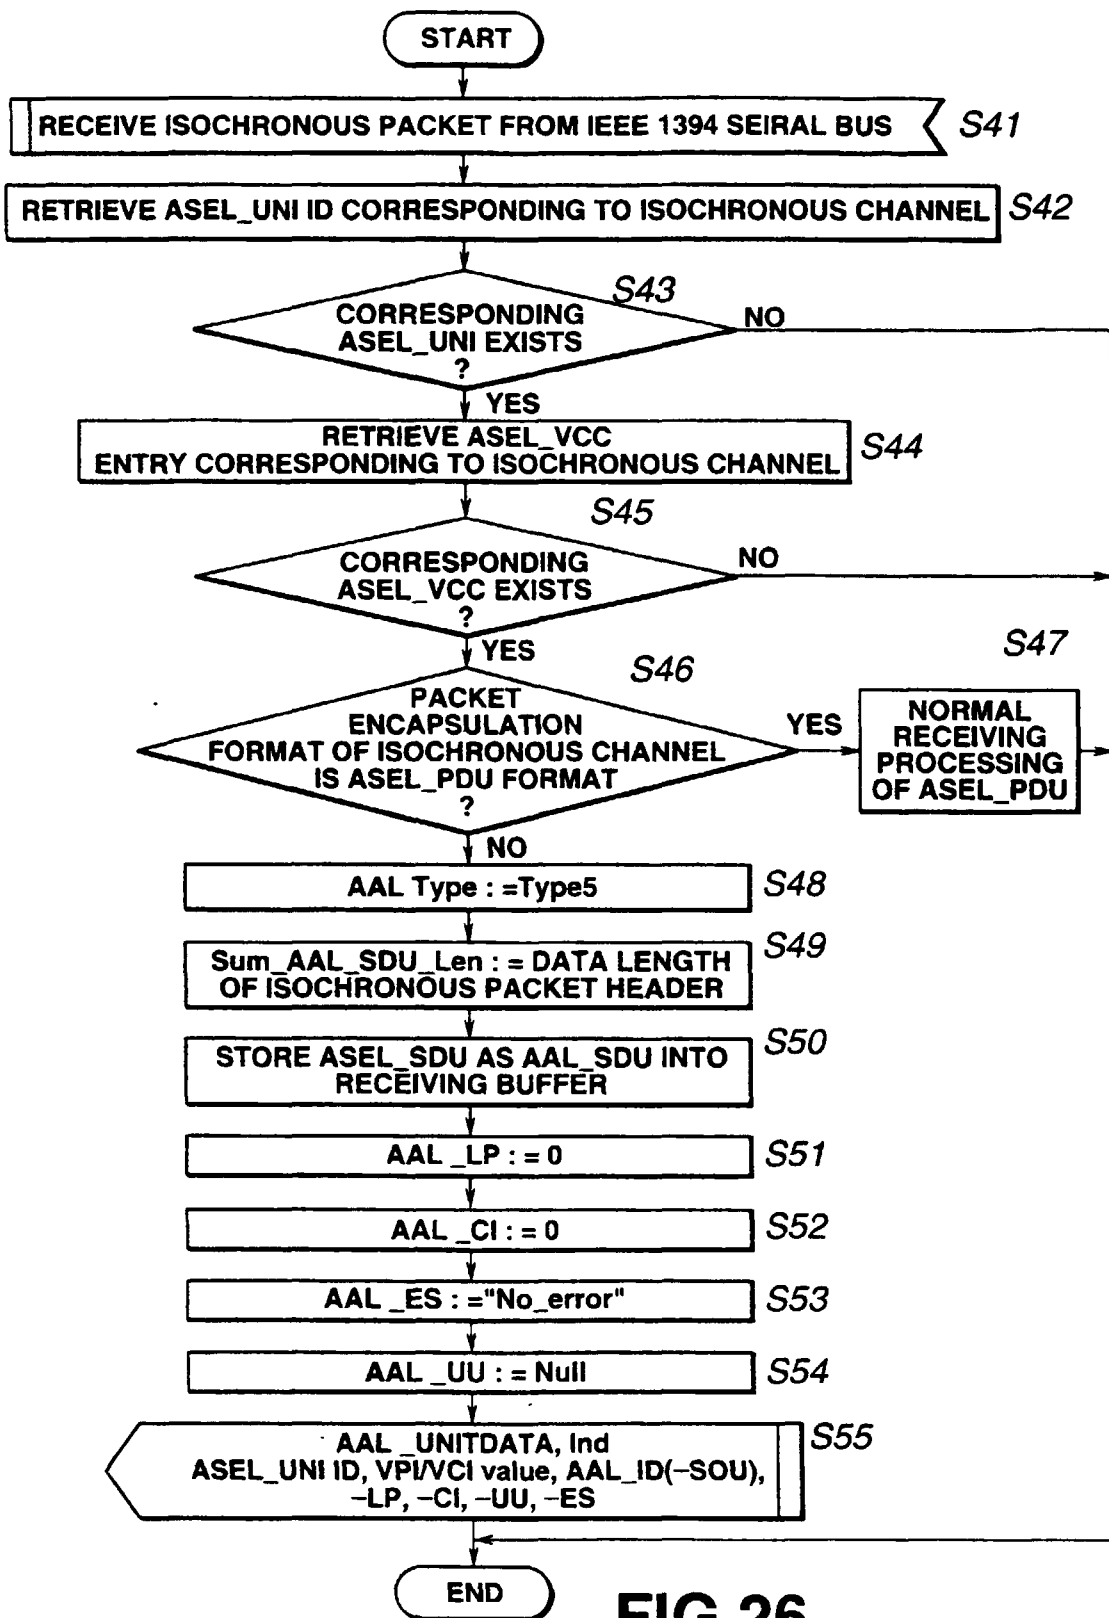 START
RECEIVE ISOCHRONOUS PACKET FROM IEEE 1394 SEIRAL BUS
S41
RETRIEVE ASEL_UNI ID CORRESPONDING TO ISOCHRONOUS CHANNEL
S42
S43
CORRESPONDING
ASEL_UNI EXISTS
?
NO
YES
RETRIEVE ASEL_VCC
ENTRY CORRESPONDING TO ISOCHRONOUS CHANNEL
S44
S45
CORRESPONDING
ASEL_VCC EXISTS
?
NO
YES
S46
PACKET
ENCAPSULATION
FORMAT OF ISOCHRONOUS CHANNEL
IS ASEL_PDU FORMAT
?
YES
S47
NORMAL
RECEIVING
PROCESSING
OF ASEL_PDU
NO
AAL Type : =Type5
S48
Sum_AAL_SDU_Len : = DATA LENGTH
OF ISOCHRONOUS PACKET HEADER
S49
STORE ASEL_SDU AS AAL_SDU INTO
RECEIVING BUFFER
S50
AAL _LP : = 0
S51
AAL _CI : = 0
S52
AAL _ES : ="No_error"
S53
AAL _UU : = Null
S54
AAL _UNITDATA, Ind
ASEL_UNI ID, VPI/VCI value, AAL_ID(–SOU),
–LP, –CI, –UU, –ES
S55
END
FIG.26